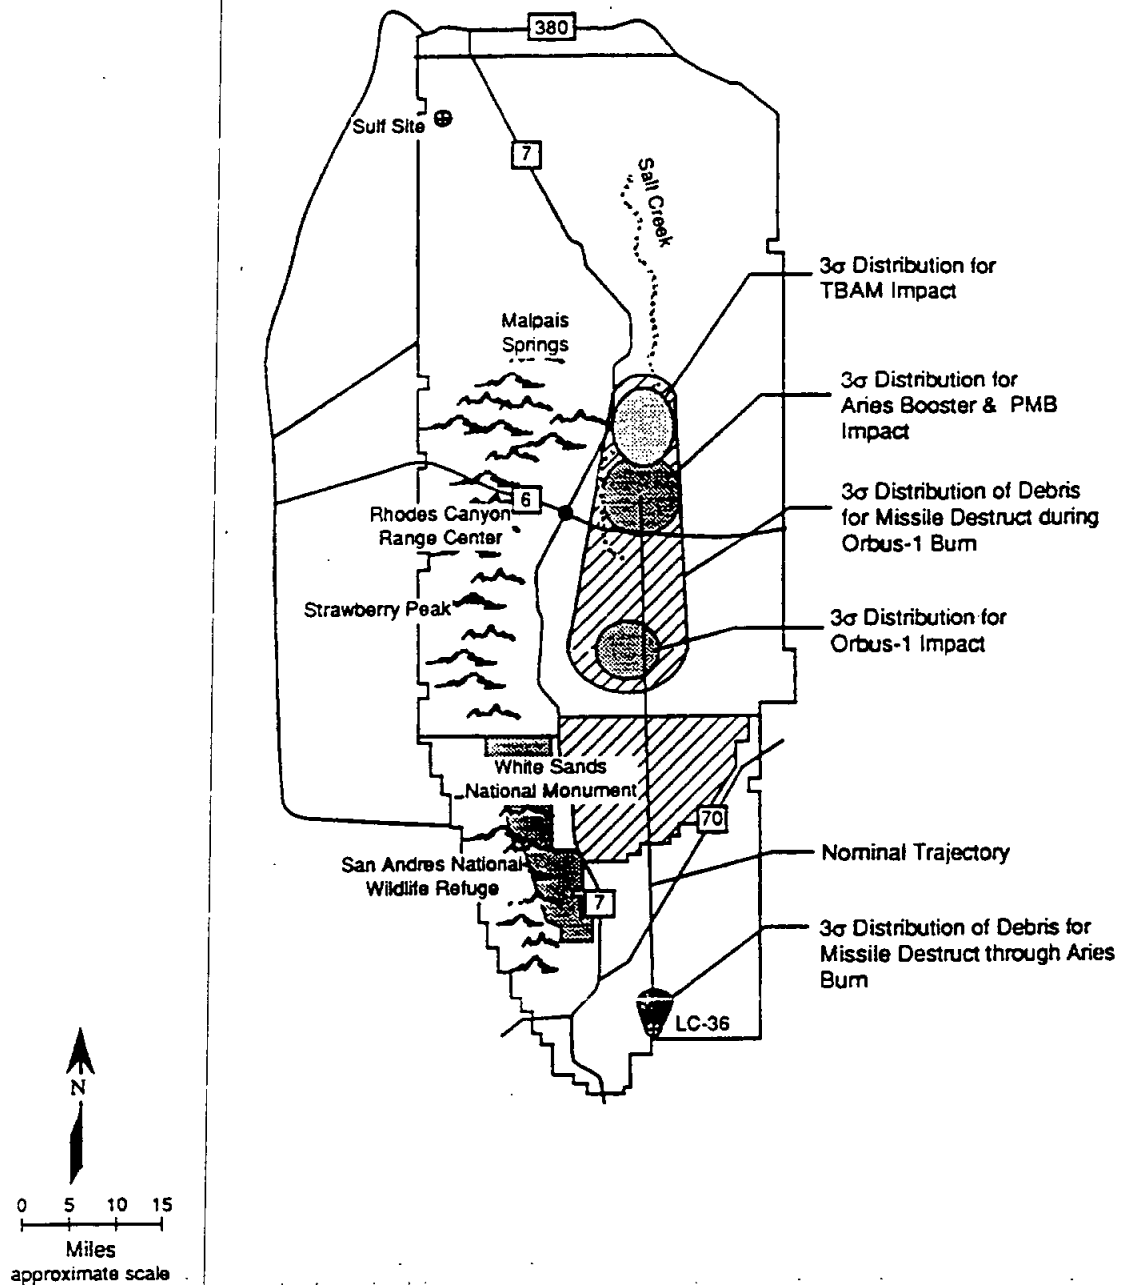 380
Sulf Site
7
Salt Creek
3σ Distribution for
TBAM Impact
Malpais
Springs
3σ Distribution for
Aries Booster & PMB
Impact
3σ Distribution of Debris
for Missile Destruct during
Orbus-1 Burn
6
Rhodes Canyon
Range Center
Strawberry Peak
3σ Distribution for
Orbus-1 Impact
White Sands
National Monument
70
San Andres National
Wildlife Refuge
Nominal Trajectory
7
3σ Distribution of Debris for
Missile Destruct through Aries
Burn
LC-36
N
0 5 10 15
Miles
approximate scale